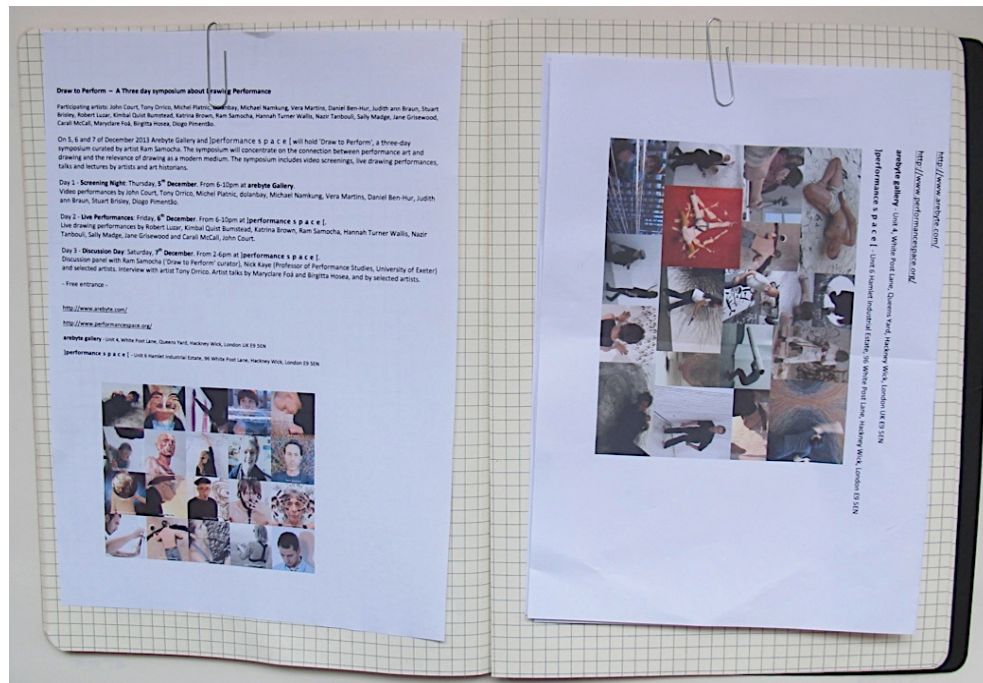 Draw to Perform – A Three day symposium about Drawing Performance
Participating artists: John Court, Tony Orrico, Michel Platnic, dolanbay, Michael Namkung, Vera Martins, Daniel Ben-Hur, Judith ann Braun, Stuart
Brisley, Robert Luzar, Kimbal Quist Bumstead, Katrina Brown, Ram Samocha, Hannah Turner Wallis, Nazir Tanbouli, Sally Madge, Jane Grisewood,
Carali McCall, Maryclare Foá, Birgitta Hosea, Diogo Pimentão.
On 5, 6 and 7 of December 2013 Arebyte Gallery and ]performance s p a c e [ will hold 'Draw to Perform', a three-day
symposium curated by artist Ram Samocha. The symposium will concentrate on the connection between performance art and
drawing and the relevance of drawing as a modern medium. The symposium includes video screenings, live drawing performances,
talks and lectures by artists and art historians.
Day 1 - Screening Night: Thursday, 5th December. From 6-10pm at arebyte Gallery.
Video performances by John Court, Tony Orrico, Michel Platnic, dolanbay, Michael Namkung, Vera Martins, Daniel Ben-Hur, Judith
ann Braun, Stuart Brisley, Diogo Pimentão.
Day 2 - Live Performances: Friday, 6th December. From 6-10pm at ]performance s p a c e [.
Live drawing performances by Robert Luzar, Kimbal Quist Bumstead, Katrina Brown, Ram Samocha, Hannah Turner Wallis, Nazir
Tanbouli, Sally Madge, Jane Grisewood and Carali McCall, John Court.
Day 3 - Discussion Day: Saturday, 7th December. From 2-6pm at ]performance s p a c e [.
Discussion panel with Ram Samocha ('Draw to Perform' curator), Nick Kaye (Professor of Performance Studies, University of Exeter)
and selected artists. Interview with artist Tony Orrico. Artist talks by Maryclare Foá and Birgitta Hosea, and by selected artists.
- Free entrance -
http://www.arebyte.com/
http://www.performancespace.org/
arebyte gallery - Unit 4, White Post Lane, Queens Yard, Hackney Wick, London UK E9 5EN
]performance s p a c e [ - Unit 6 Hamlet Industrial Estate, 96 White Post Lane, Hackney Wick, London E9 5EN
http://www.arebyte.com/
http://www.performancespace.org/
arebyte gallery - Unit 4, White Post Lane, Queens Yard, Hackney Wick, London UK E9 5EN
]performance s p a c e [ - Unit 6 Hamlet Industrial Estate, 96 White Post Lane, Hackney Wick, London E9 5EN